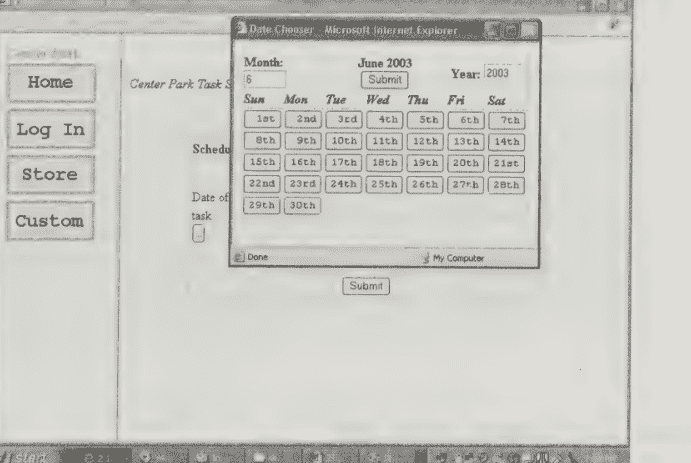 Date Chooser - Microsoft Internet Explorer
Month:
June 2003
Year:
6
Submit
2003
Sun Mon Tue Wed Thu Fri Sat
1st 2nd 3rd 4th 5th 6th 7th
8th 9th 10th 11th 12th 13th 14th
15th 16th 17th 18th 19th 20th 21st
22nd 23rd 24th 25th 26th 27th 28th
29th 30th
Done
My Computer
Home
Log In
Store
Custom
Center Park Task S
Schedu
Date of
task
...
Submit
start